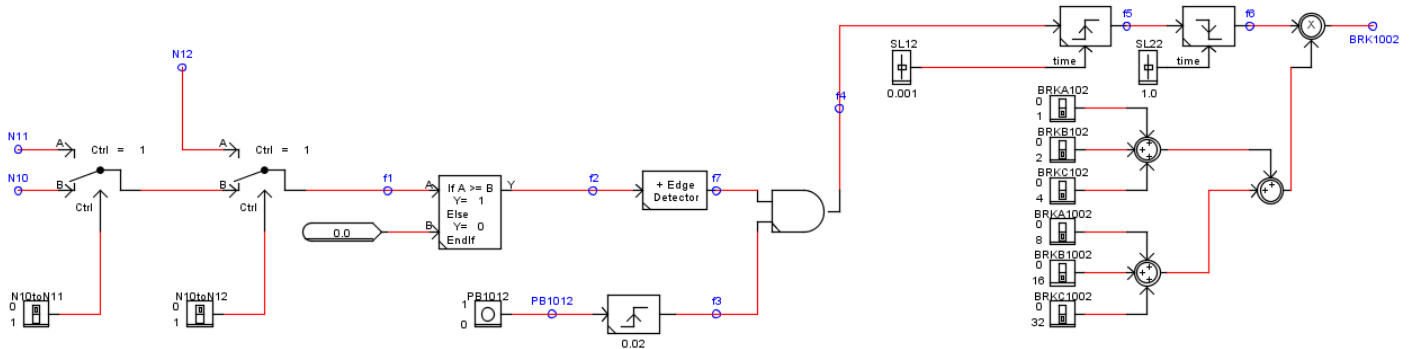 f5
f6
X
BRK1002
SL12
time
0.001
SL22
time
1.0
N12
f4
BRKA102
0
1
BRKB102
0
2
BRKC102
0
4
BRKA1002
0
8
BRKB1002
0
16
BRKC1002
0
32
N11
A
Ctrl = 1
N10
B
Ctrl
A
Ctrl = 1
B
Ctrl
f1
A
If A >= B
Y= 1
Else
Y= 0
EndIf
B
Y
f2
+ Edge
Detector
f7
0.0
N10toN11
0
1
N10toN12
0
1
PB1012
1
0
PB1012
0.02
f3